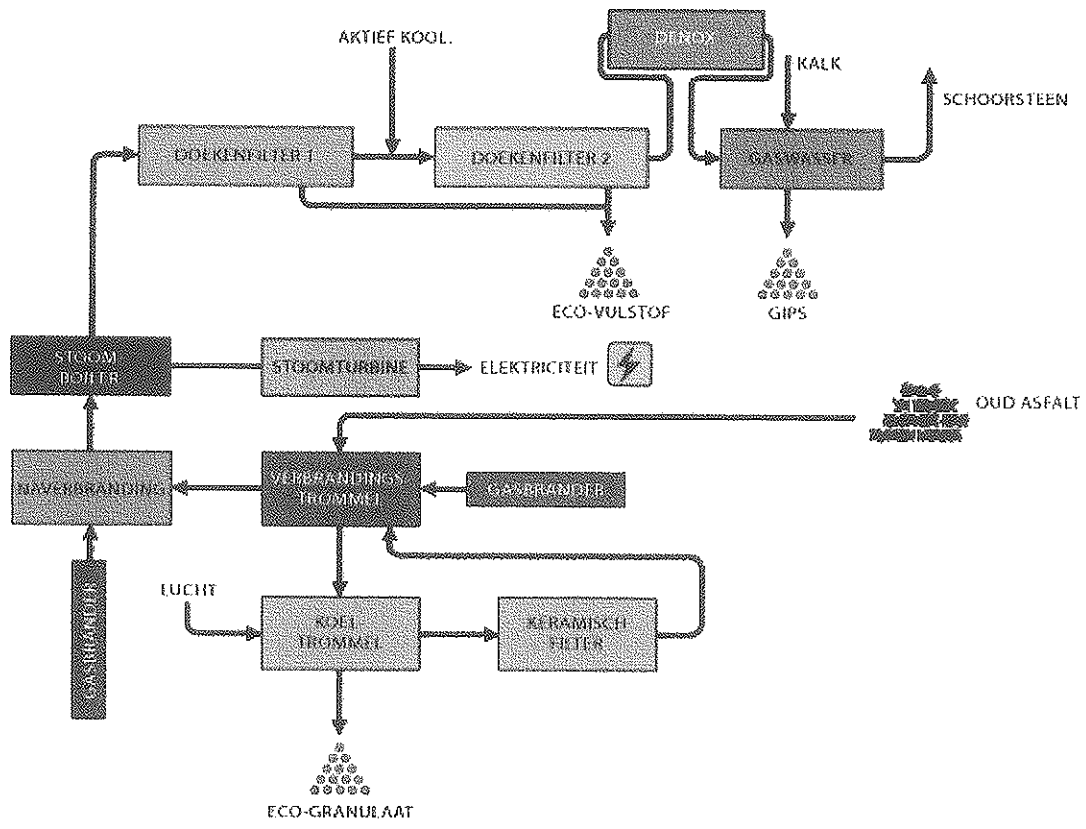 DENOX
AKTIEF KOOL.
KALK
SCHOORSTEEN
DOEKENFILTER 1
DOEKENFILTER 2
GASWASSER
ECO-VULSTOF
GIPS
STOOM
BOILER
STOOMTURBINE
ELEKTRICITEIT
OUD ASFALT
NAVERBRANDING
VERBRANDINGS
TROMMEL
GASBRANDER
LUCHT
GASBRANDER
KOEL
TROMMEL
KERAMISCH
FILTER
ECO-GRANULAAT